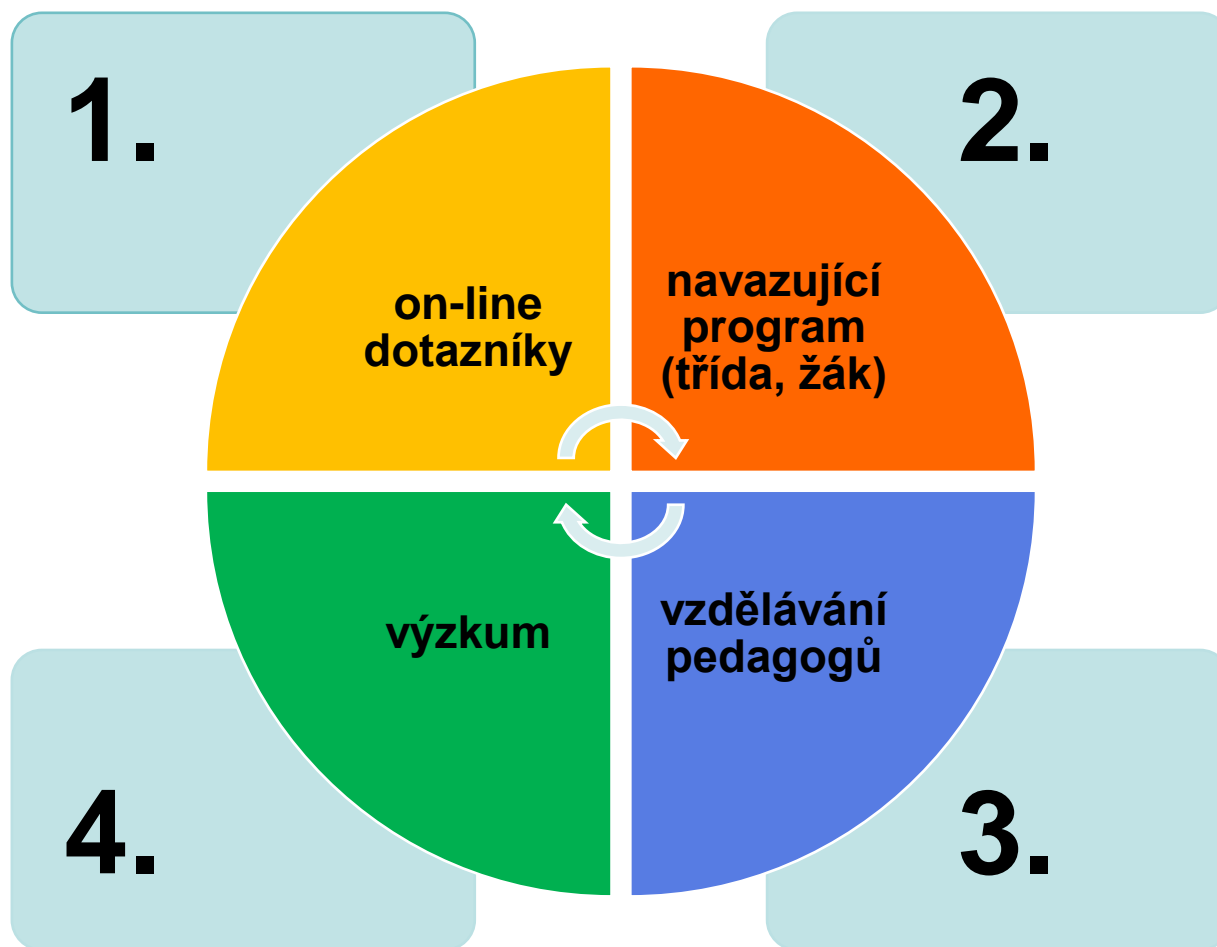 1.
on-line
dotazníky
2.
navazující
program
(třída, žák)
3.
vzdělávání
pedagogů
4.
výzkum